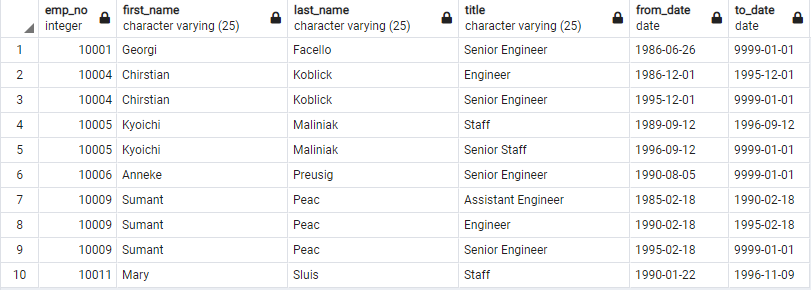 emp_no first_name last_name title from_date to_date
integer character varying (25) character varying (25) character varying (25) date date
1 10001 Georgi Facello Senior Engineer 1986-06-26 9999-01-01
2 10004 Chirstian Koblick Engineer 1986-12-01 1995-12-01
3 10004 Chirstian Koblick Senior Engineer 1995-12-01 9999-01-01
4 10005 Kyoichi Maliniak Staff 1989-09-12 1996-09-12
5 10005 Kyoichi Maliniak Senior Staff 1996-09-12 9999-01-01
6 10006 Anneke Preusig Senior Engineer 1990-08-05 9999-01-01
7 10009 Sumant Peac Assistant Engineer 1985-02-18 1990-02-18
8 10009 Sumant Peac Engineer 1990-02-18 1995-02-18
9 10009 Sumant Peac Senior Engineer 1995-02-18 9999-01-01
10 10011 Mary Sluis Staff 1990-01-22 1996-11-09